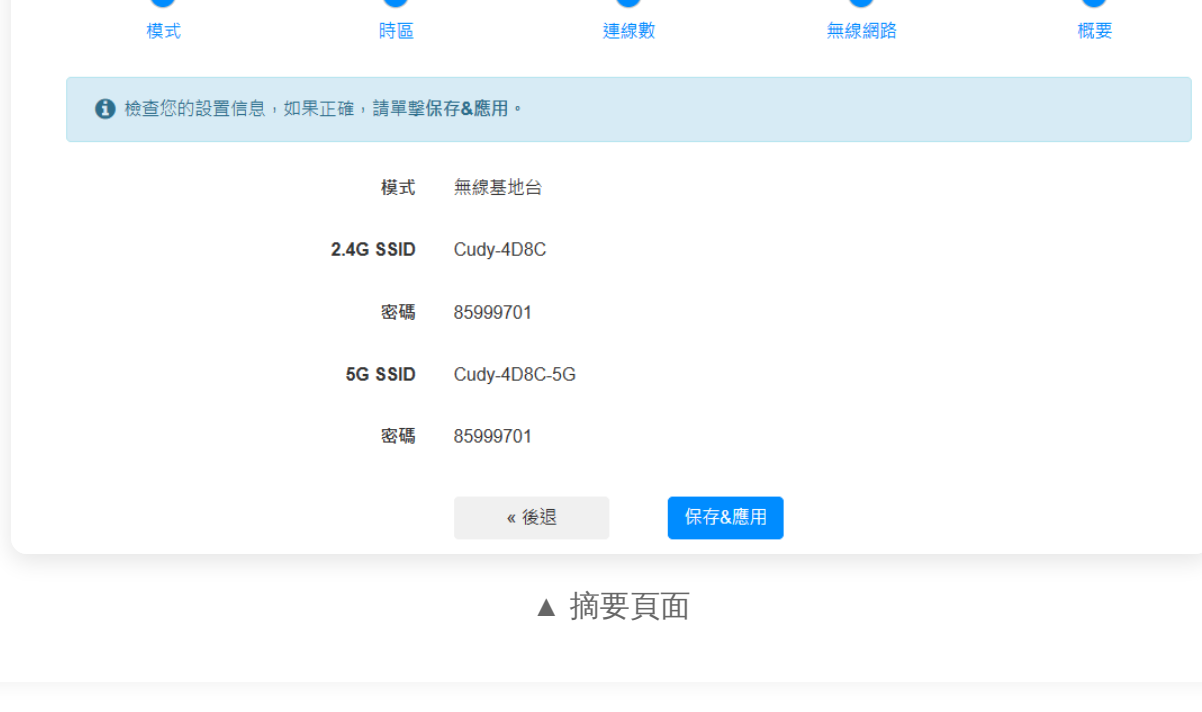 模式 時區 連線數 無線網路 概要
檢查您的設置信息，如果正確，請單擊保存&應用。
模式 無線基地台
2.4G SSID Cudy-4D8C
密碼 85999701
5G SSID Cudy-4D8C-5G
密碼 85999701
« 後退 保存&應用
▲ 摘要頁面